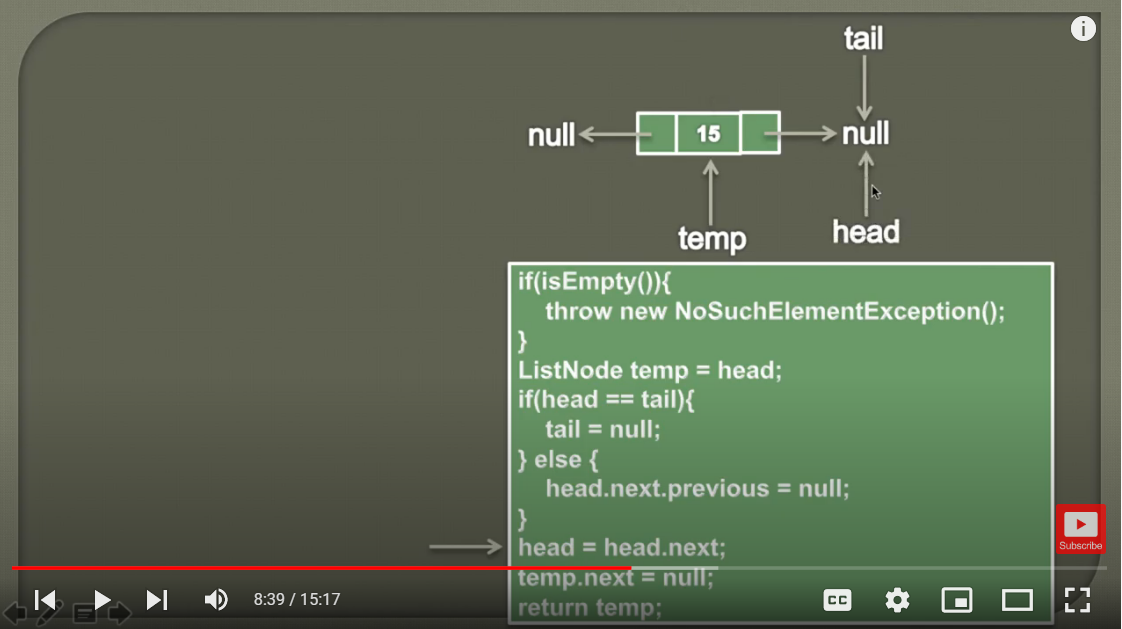 tail
null
15
null
temp
head
if(isEmpty()){
throw new NoSuchElementException();
}
ListNode temp = head;
if(head == tail){
tail = null;
} else {
head.next.previous = null;
}
head = head.next;
temp.next = null;
return temp;
Subscribe
8:39 / 15:17
CC